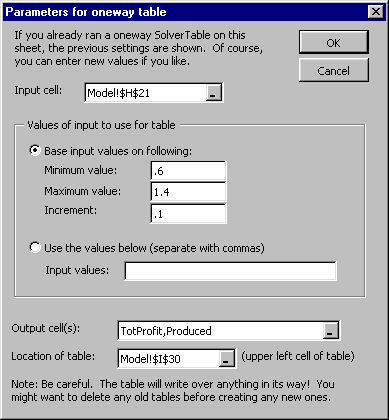 Parameters for oneway table
If you already ran a oneway SolverTable on this
sheet, the previous settings are shown. Of course,
you can enter new values if you like.
OK
Cancel
Input cell: Model!$H$21
Values of input to use for table
Base input values on following:
Minimum value: .6
Maximum value: 1.4
Increment: .1
Use the values below (separate with commas)
Input values:
Output cell(s): TotProfit,Produced
Location of table: Model!$I$30 (upper left cell of table)
Note: Be careful. The table will write over anything in its way! You
might want to delete any old tables before creating any new ones.